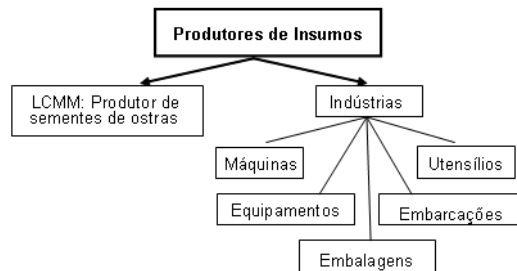 Produtores de Insumos
LCMM: Produtor de
sementes de ostras
Indústrias
Máquinas
Utensílios
Equipamentos
Embarcações
Embalagens